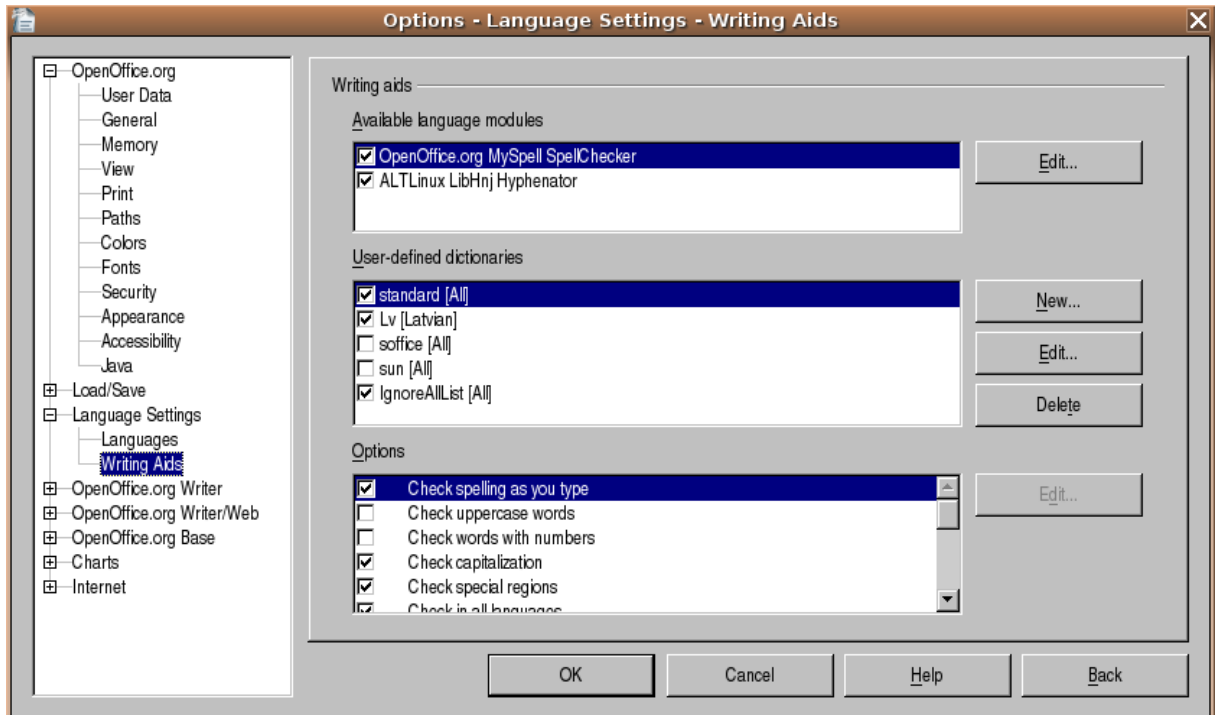 Options - Language Settings - Writing Aids
OpenOffice.org
User Data
General
Memory
View
Print
Paths
Colors
Fonts
Security
Appearance
Accessibility
Java
Load/Save
Language Settings
Languages
Writing Aids
OpenOffice.org Writer
OpenOffice.org Writer/Web
OpenOffice.org Base
Charts
Internet
Writing aids
Available language modules
OpenOffice.org MySpell SpellChecker
ALTLinux LibHnj Hyphenator
Edit...
User-defined dictionaries
standard [All]
Lv [Latvian]
soffice [All]
sun [All]
IgnoreAllList [All]
New...
Edit...
Delete
Options
Check spelling as you type
Check uppercase words
Check words with numbers
Check capitalization
Check special regions
Check in all languages
Edit...
OK
Cancel
Help
Back